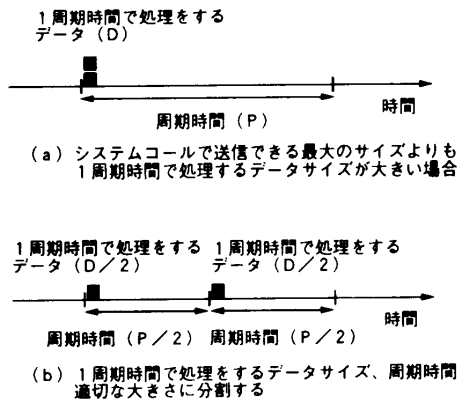 1周期時間で処理をする
データ(D)
時間
周期時間(P)
(a)システムコールで送信できる最大のサイズよりも
1周期時間で処理するデータサイズが大きい場合
1周期時間で処理をする 1周期時間で処理をする
データ(D/2) データ(D/2)
時間
周期時間(P/2) 周期時間(P/2)
(b)1周期時間で処理をするデータサイズ、周期時間
適切な大きさに分割する